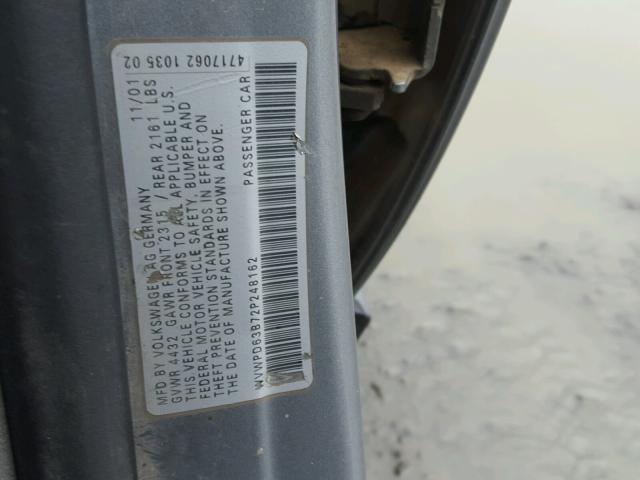 MFD BY VOLKSWAGEN AG GERMANY 11/01
GVWR 4432 GAWR FRONT 2315 / REAR 2161 LBS
THIS VEHICLE CONFORMS TO ALL APPLICABLE U.S.
FEDERAL MOTOR VEHICLE SAFETY, BUMPER AND
THEFT PREVENTION STANDARDS IN EFFECT ON
THE DATE OF MANUFACTURE SHOWN ABOVE.
WVWPD63B72P248162 PASSENGER CAR
4717062 1035 02